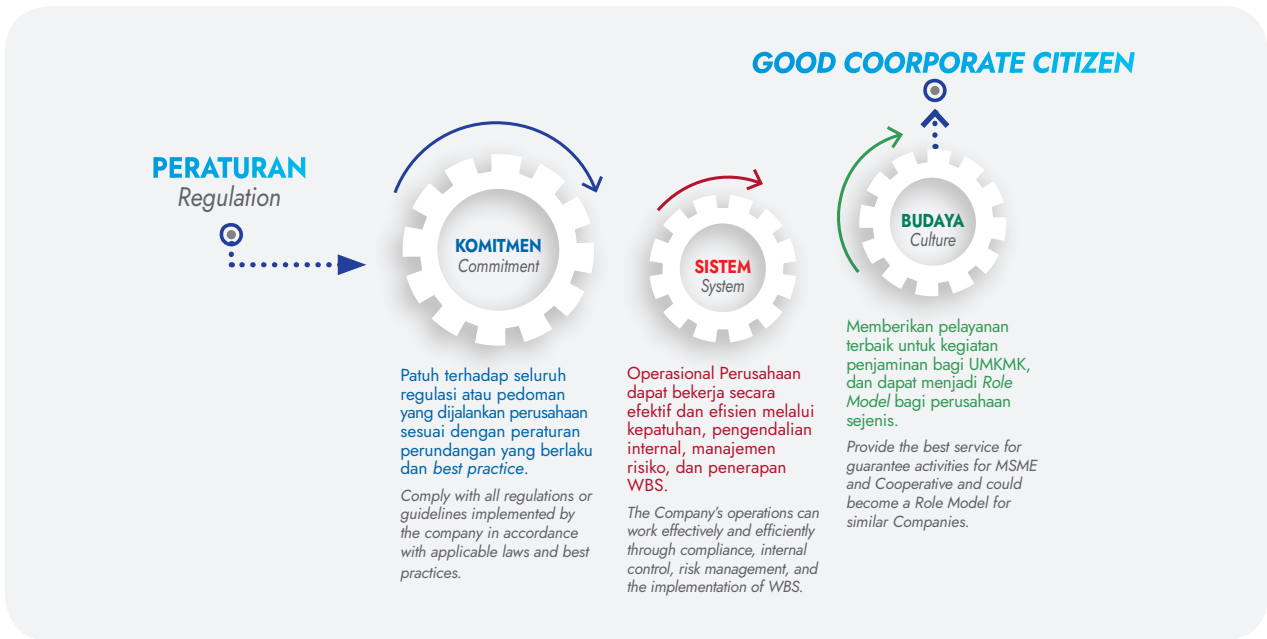 GOOD COORPORATE CITIZEN
PERATURAN
Regulation
KOMITMEN
Commitment
Patuh terhadap seluruh
regulasi atau pedoman
yang dijalankan perusahaan
sesuai dengan peraturan
perundangan yang berlaku
dan best practice.
Comply with all regulations or
guidelines implemented by
the company in accordance
with applicable laws and best
practices.
SISTEM
System
Operasional Perusahaan
dapat bekerja secara
efektif dan efisien melalui
kepatuhan, pengendalian
internal, manajemen
risiko, dan penerapan
WBS.
The Company's operations can
work effectively and efficiently
through compliance, internal
control, risk management, and
the implementation of WBS.
BUDAYA
Culture
Memberikan pelayanan
terbaik untuk kegiatan
penjaminan bagi UMKMK,
dan dapat menjadi Role
Model bagi perusahaan
sejenis.
Provide the best service for
guarantee activities for MSME
and Cooperative and could
become a Role Model for
similar Companies.